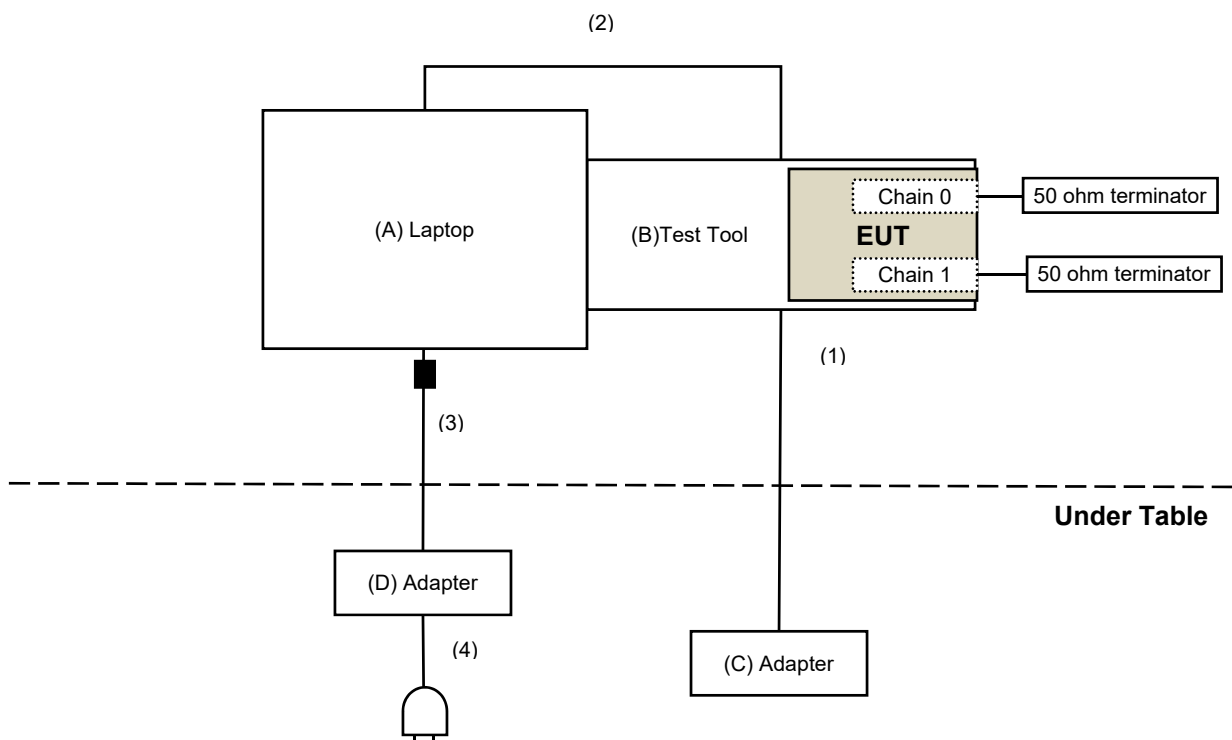 (2)
(A) Laptop
(B)Test Tool
Chain 0
EUT
Chain 1
50 ohm terminator
50 ohm terminator
(1)
(3)
Under Table
(D) Adapter
(4)
(C) Adapter